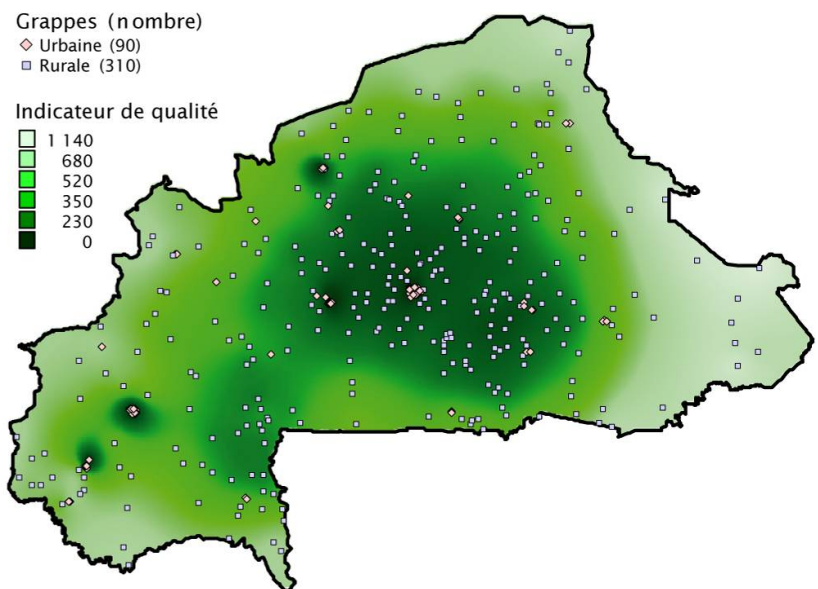 Grappes (nombre)
Urbaine (90)
Rurale (310)
Indicateur de qualité
1 140
680
520
350
230
0